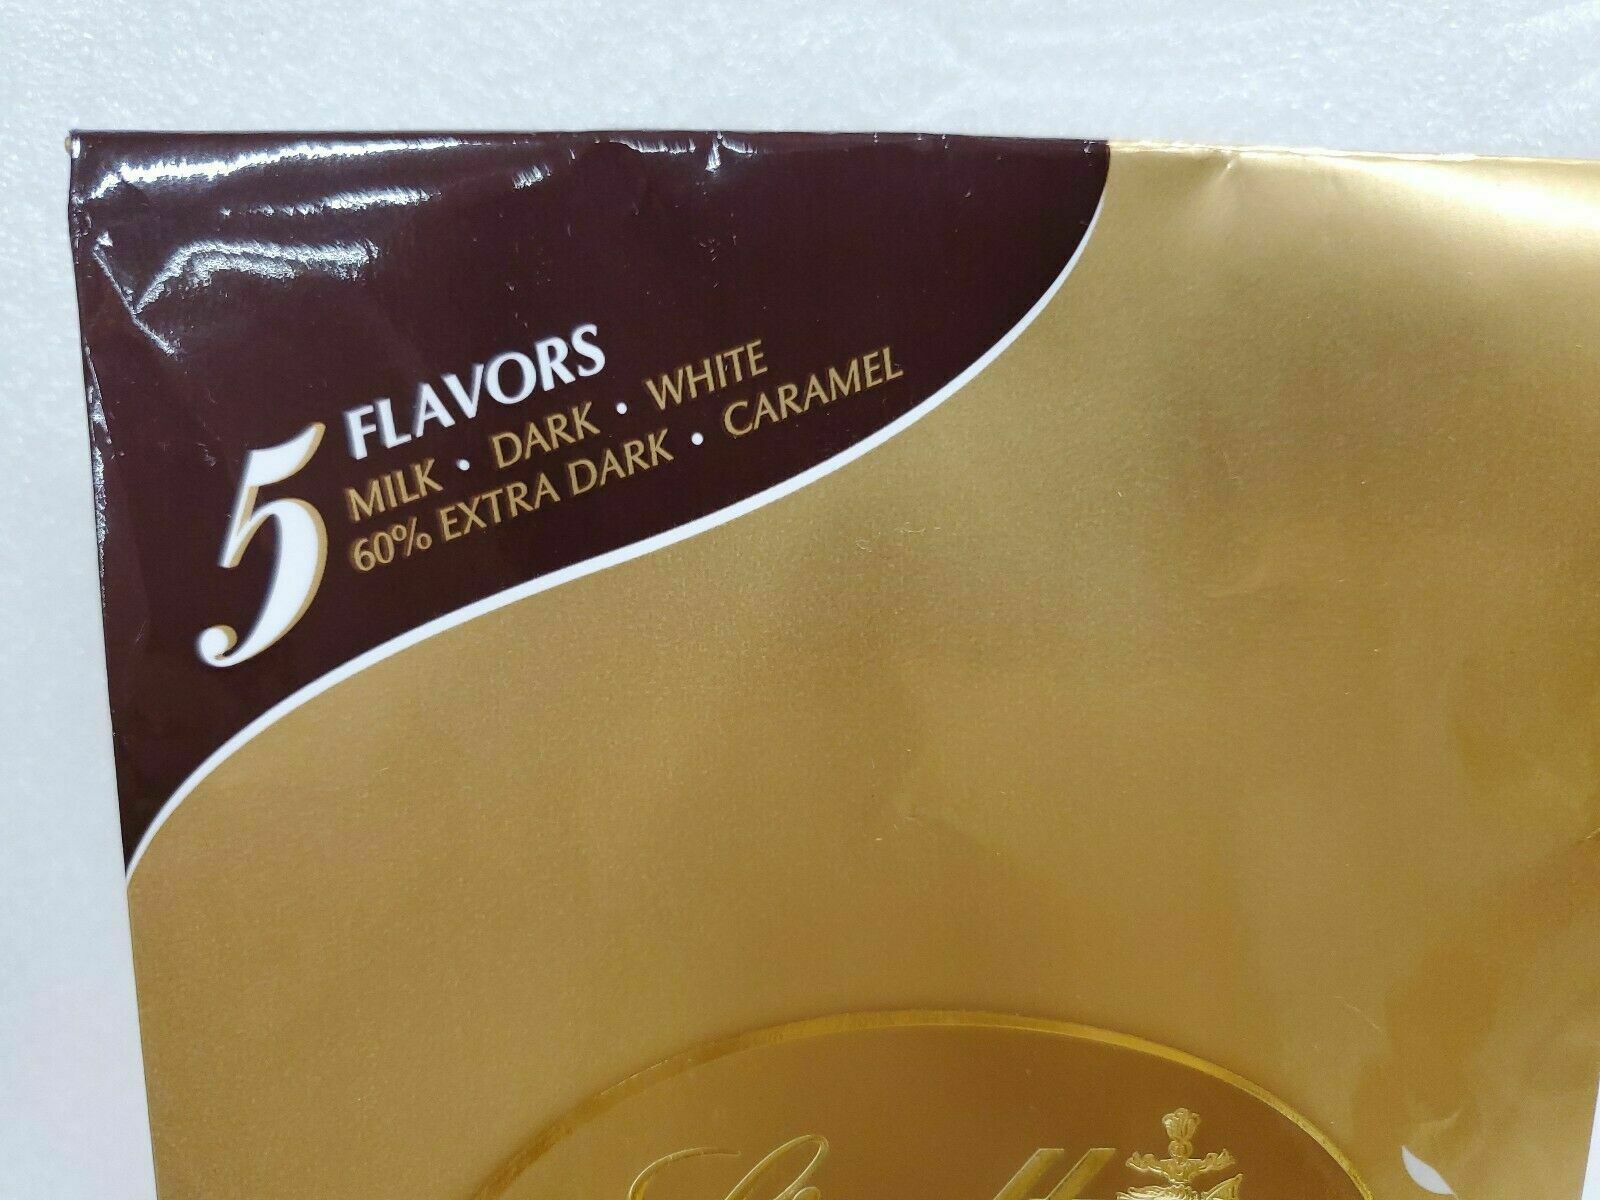 5
FLAVORS
MILK · DARK · WHITE
60% EXTRA DARK · CARAMEL